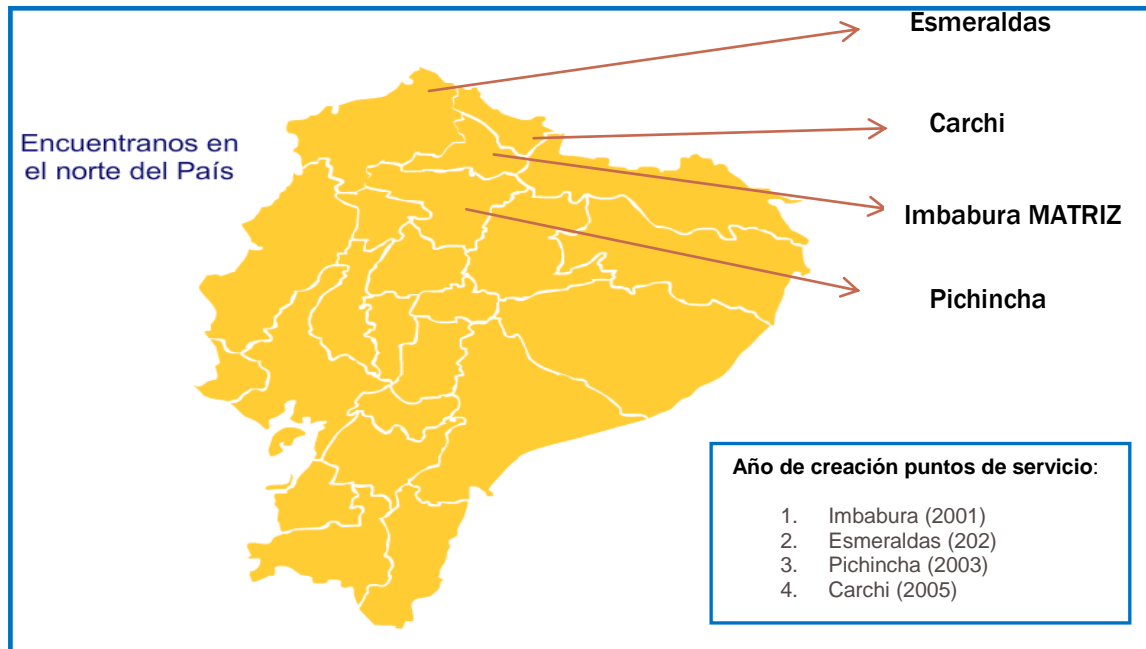 Esmeraldas
Encuentranos en
el norte del País
Carchi
Imbabura MATRIZ
Pichincha
Año de creación puntos de servicio:
1. Imbabura (2001)
2. Esmeraldas (202)
3. Pichincha (2003)
4. Carchi (2005)